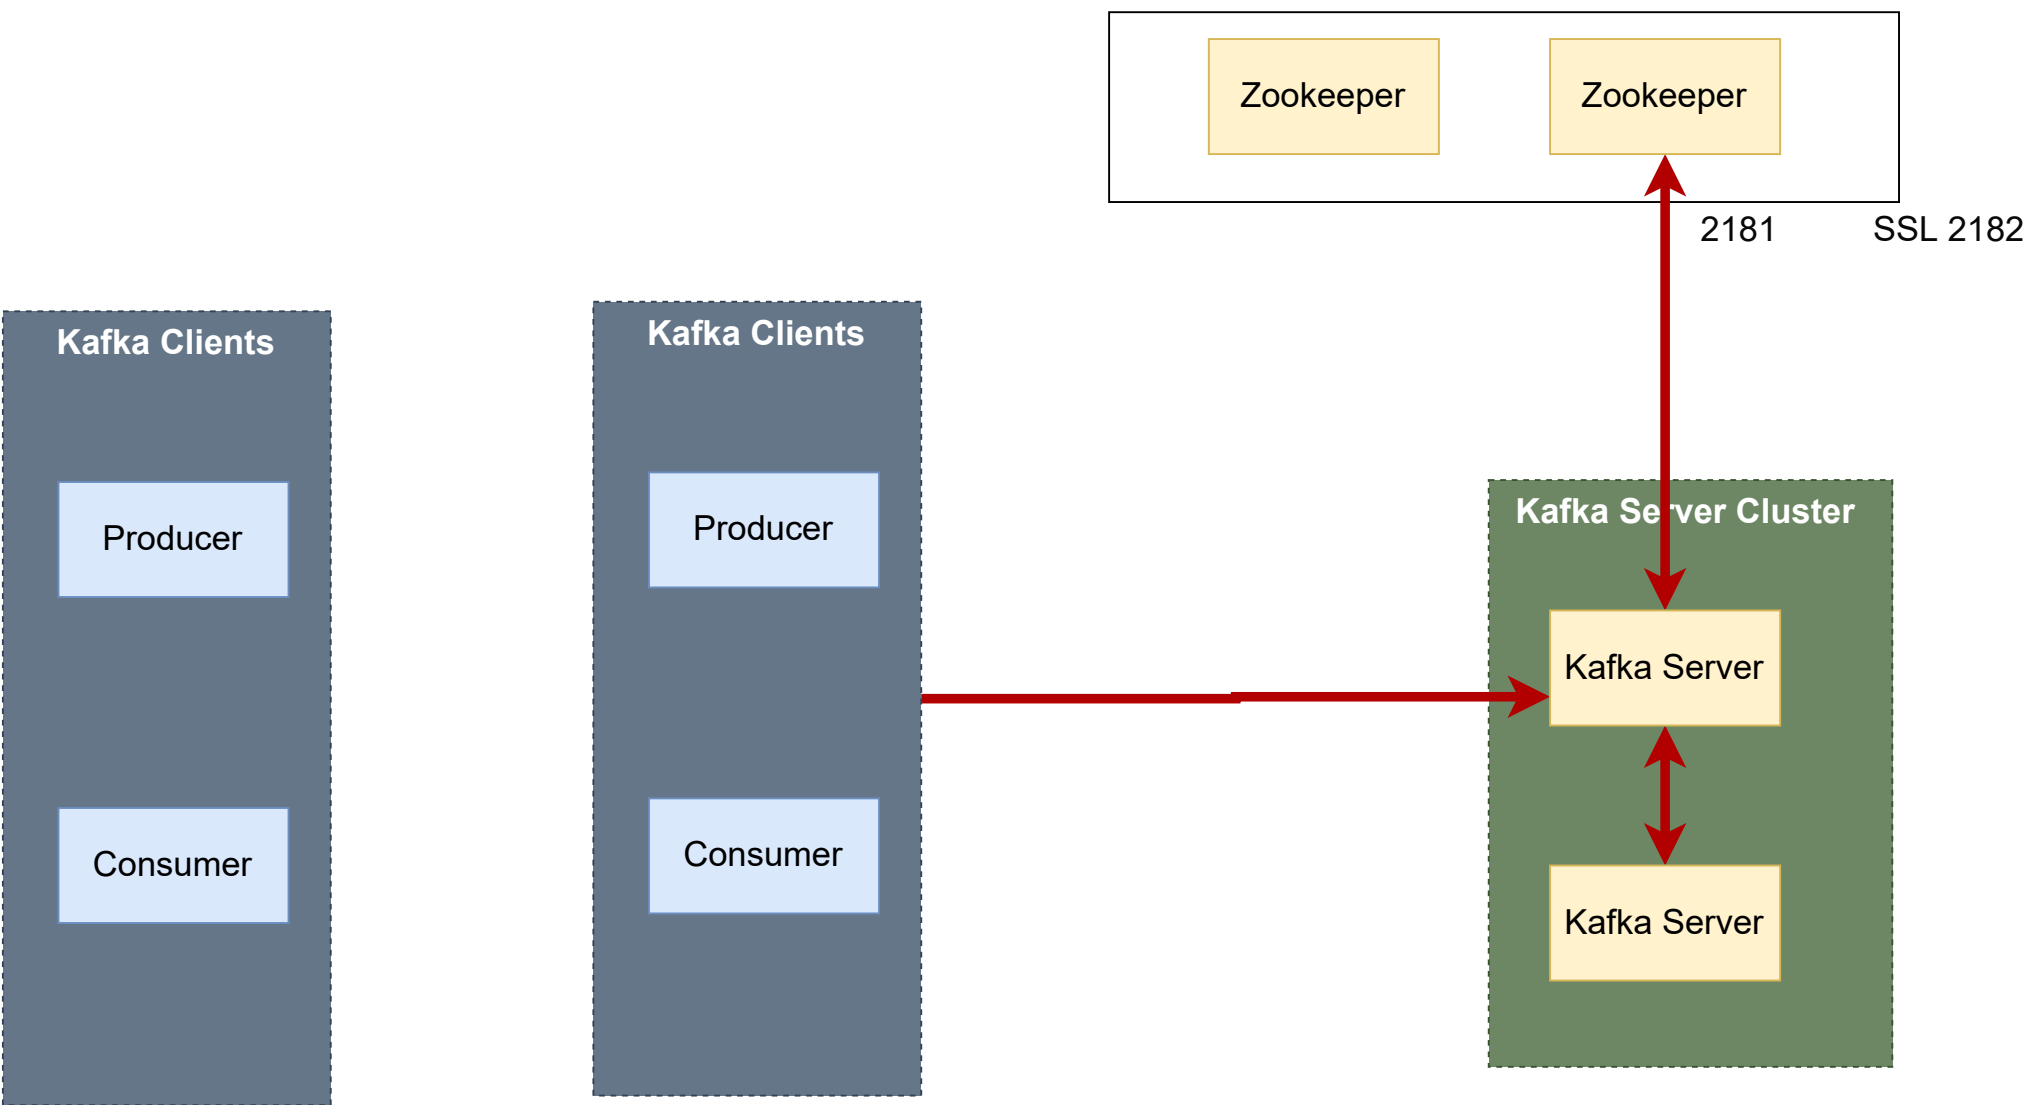 Zookeeper
Zookeeper
2181
SSL 2182
Kafka Clients
Producer
Consumer
Kafka Clients
Producer
Consumer
Kafka Server Cluster
Kafka Server
Kafka Server